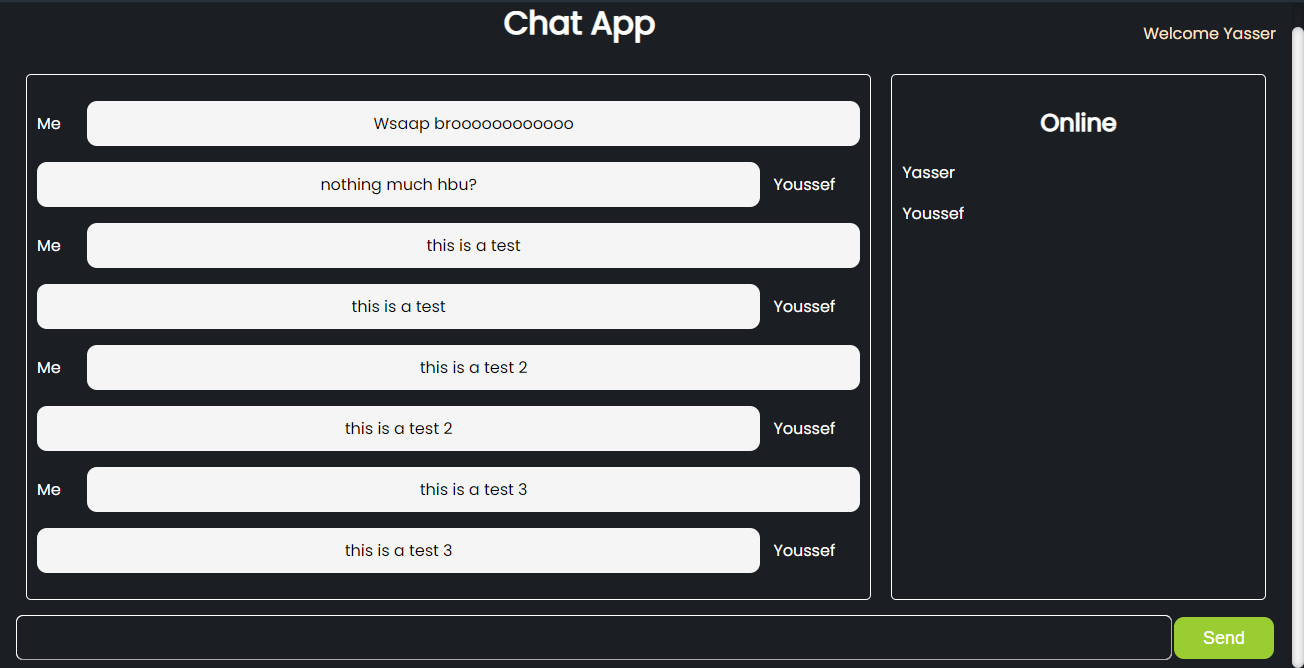 Chat App
Welcome Yasser
Me Wsaap broooooooooooo
nothing much hbu? Youssef
Me this is a test
this is a test Youssef
Me this is a test 2
this is a test 2 Youssef
Me this is a test 3
this is a test 3 Youssef
Online
Yasser
Youssef
Send